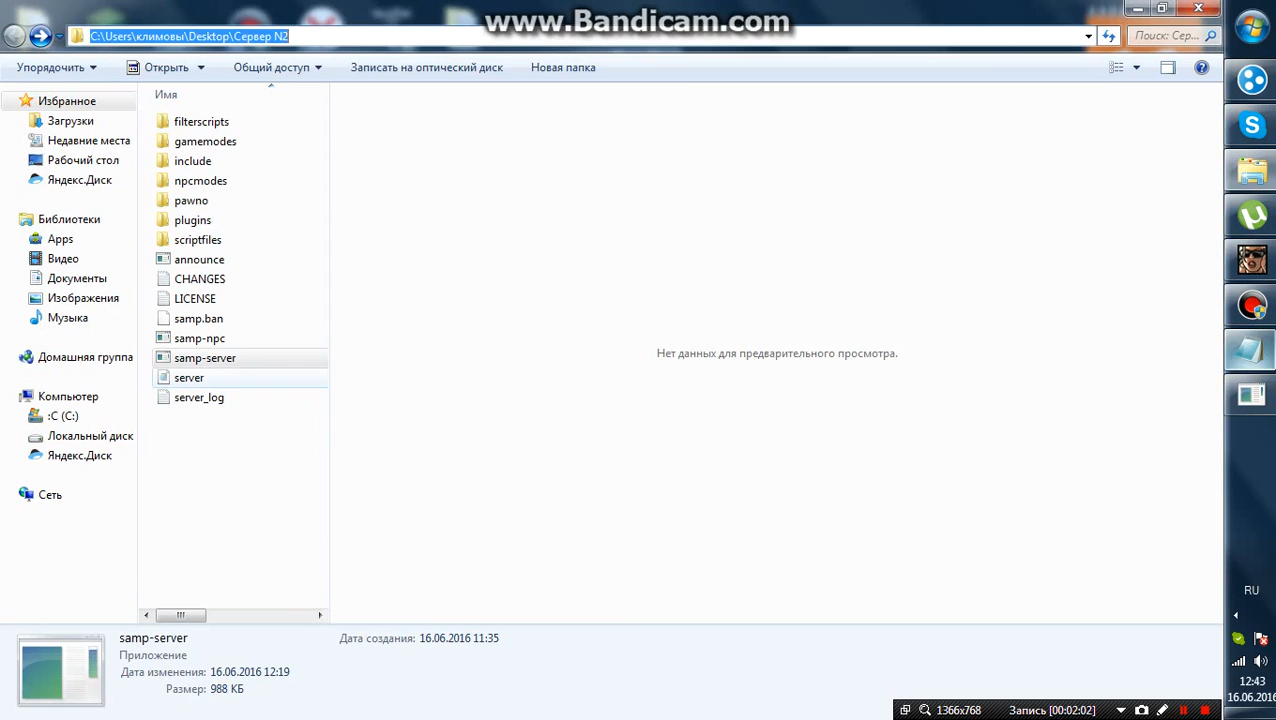 www.Bandicam.com
C:\Users\климовы\Desktop\Сервер N2
Поиск: Сер...
Упорядочить
Открыть
Общий доступ
Записать на оптический диск
Новая папка
Избранное
Загрузки
Недавние места
Рабочий стол
Яндекс.Диск
Библиотеки
Apps
Видео
Документы
Изображения
Музыка
Домашняя группа
Компьютер
:C (C:)
Локальный диск
Яндекс.Диск
Сеть
Имя
filterscripts
gamemodes
include
npcmodes
pawno
plugins
scriptfiles
announce
CHANGES
LICENSE
samp.ban
samp-npc
samp-server
server
server_log
Нет данных для предварительного просмотра.
samp-server
Приложение
Дата изменения: 16.06.2016 12:19
Размер: 988 КБ
Дата создания: 16.06.2016 11:35
1366x768
Запись [00:02:02]
RU
12:43
16.06.2016